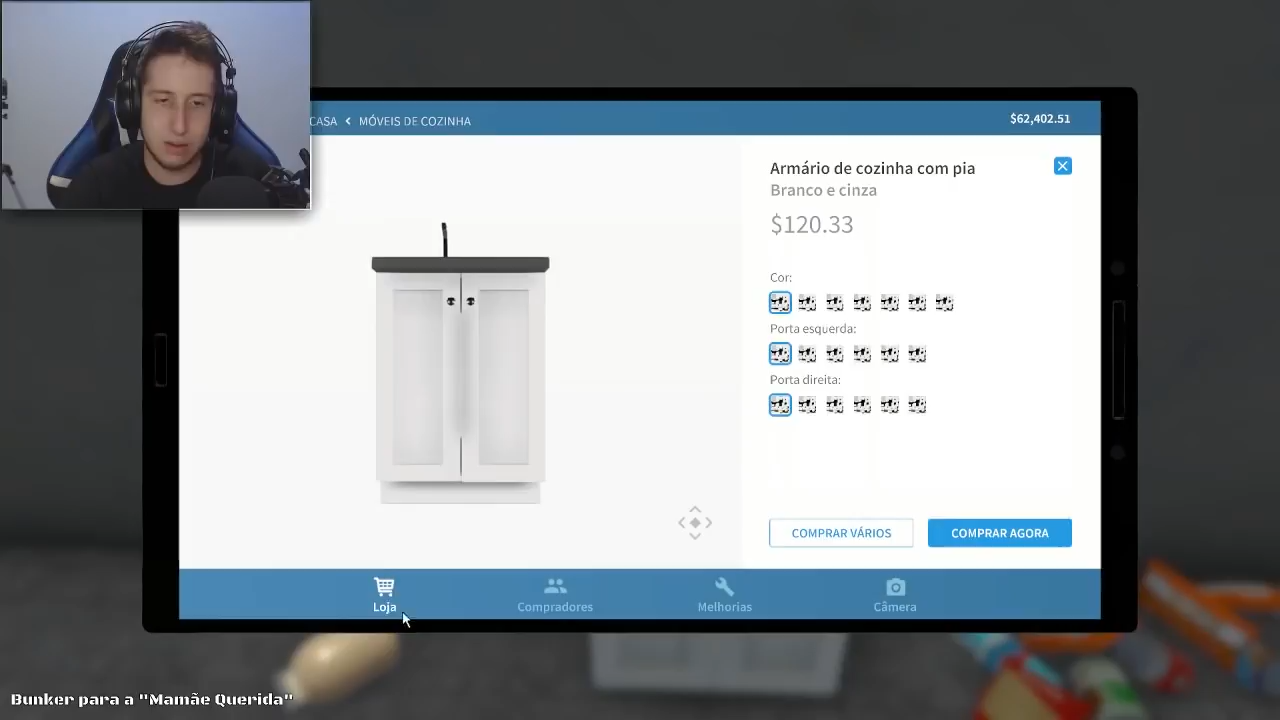 CASA < MÓVEIS DE COZINHA
$62,402.51
Armário de cozinha com pia
Branco e cinza
$120.33
Cor:
Porta esquerda:
Porta direita:
COMPRAR VÁRIOS
COMPRAR AGORA
Loja
Compradores
Melhorias
Câmera
Bunker para a "Mamãe Querida"